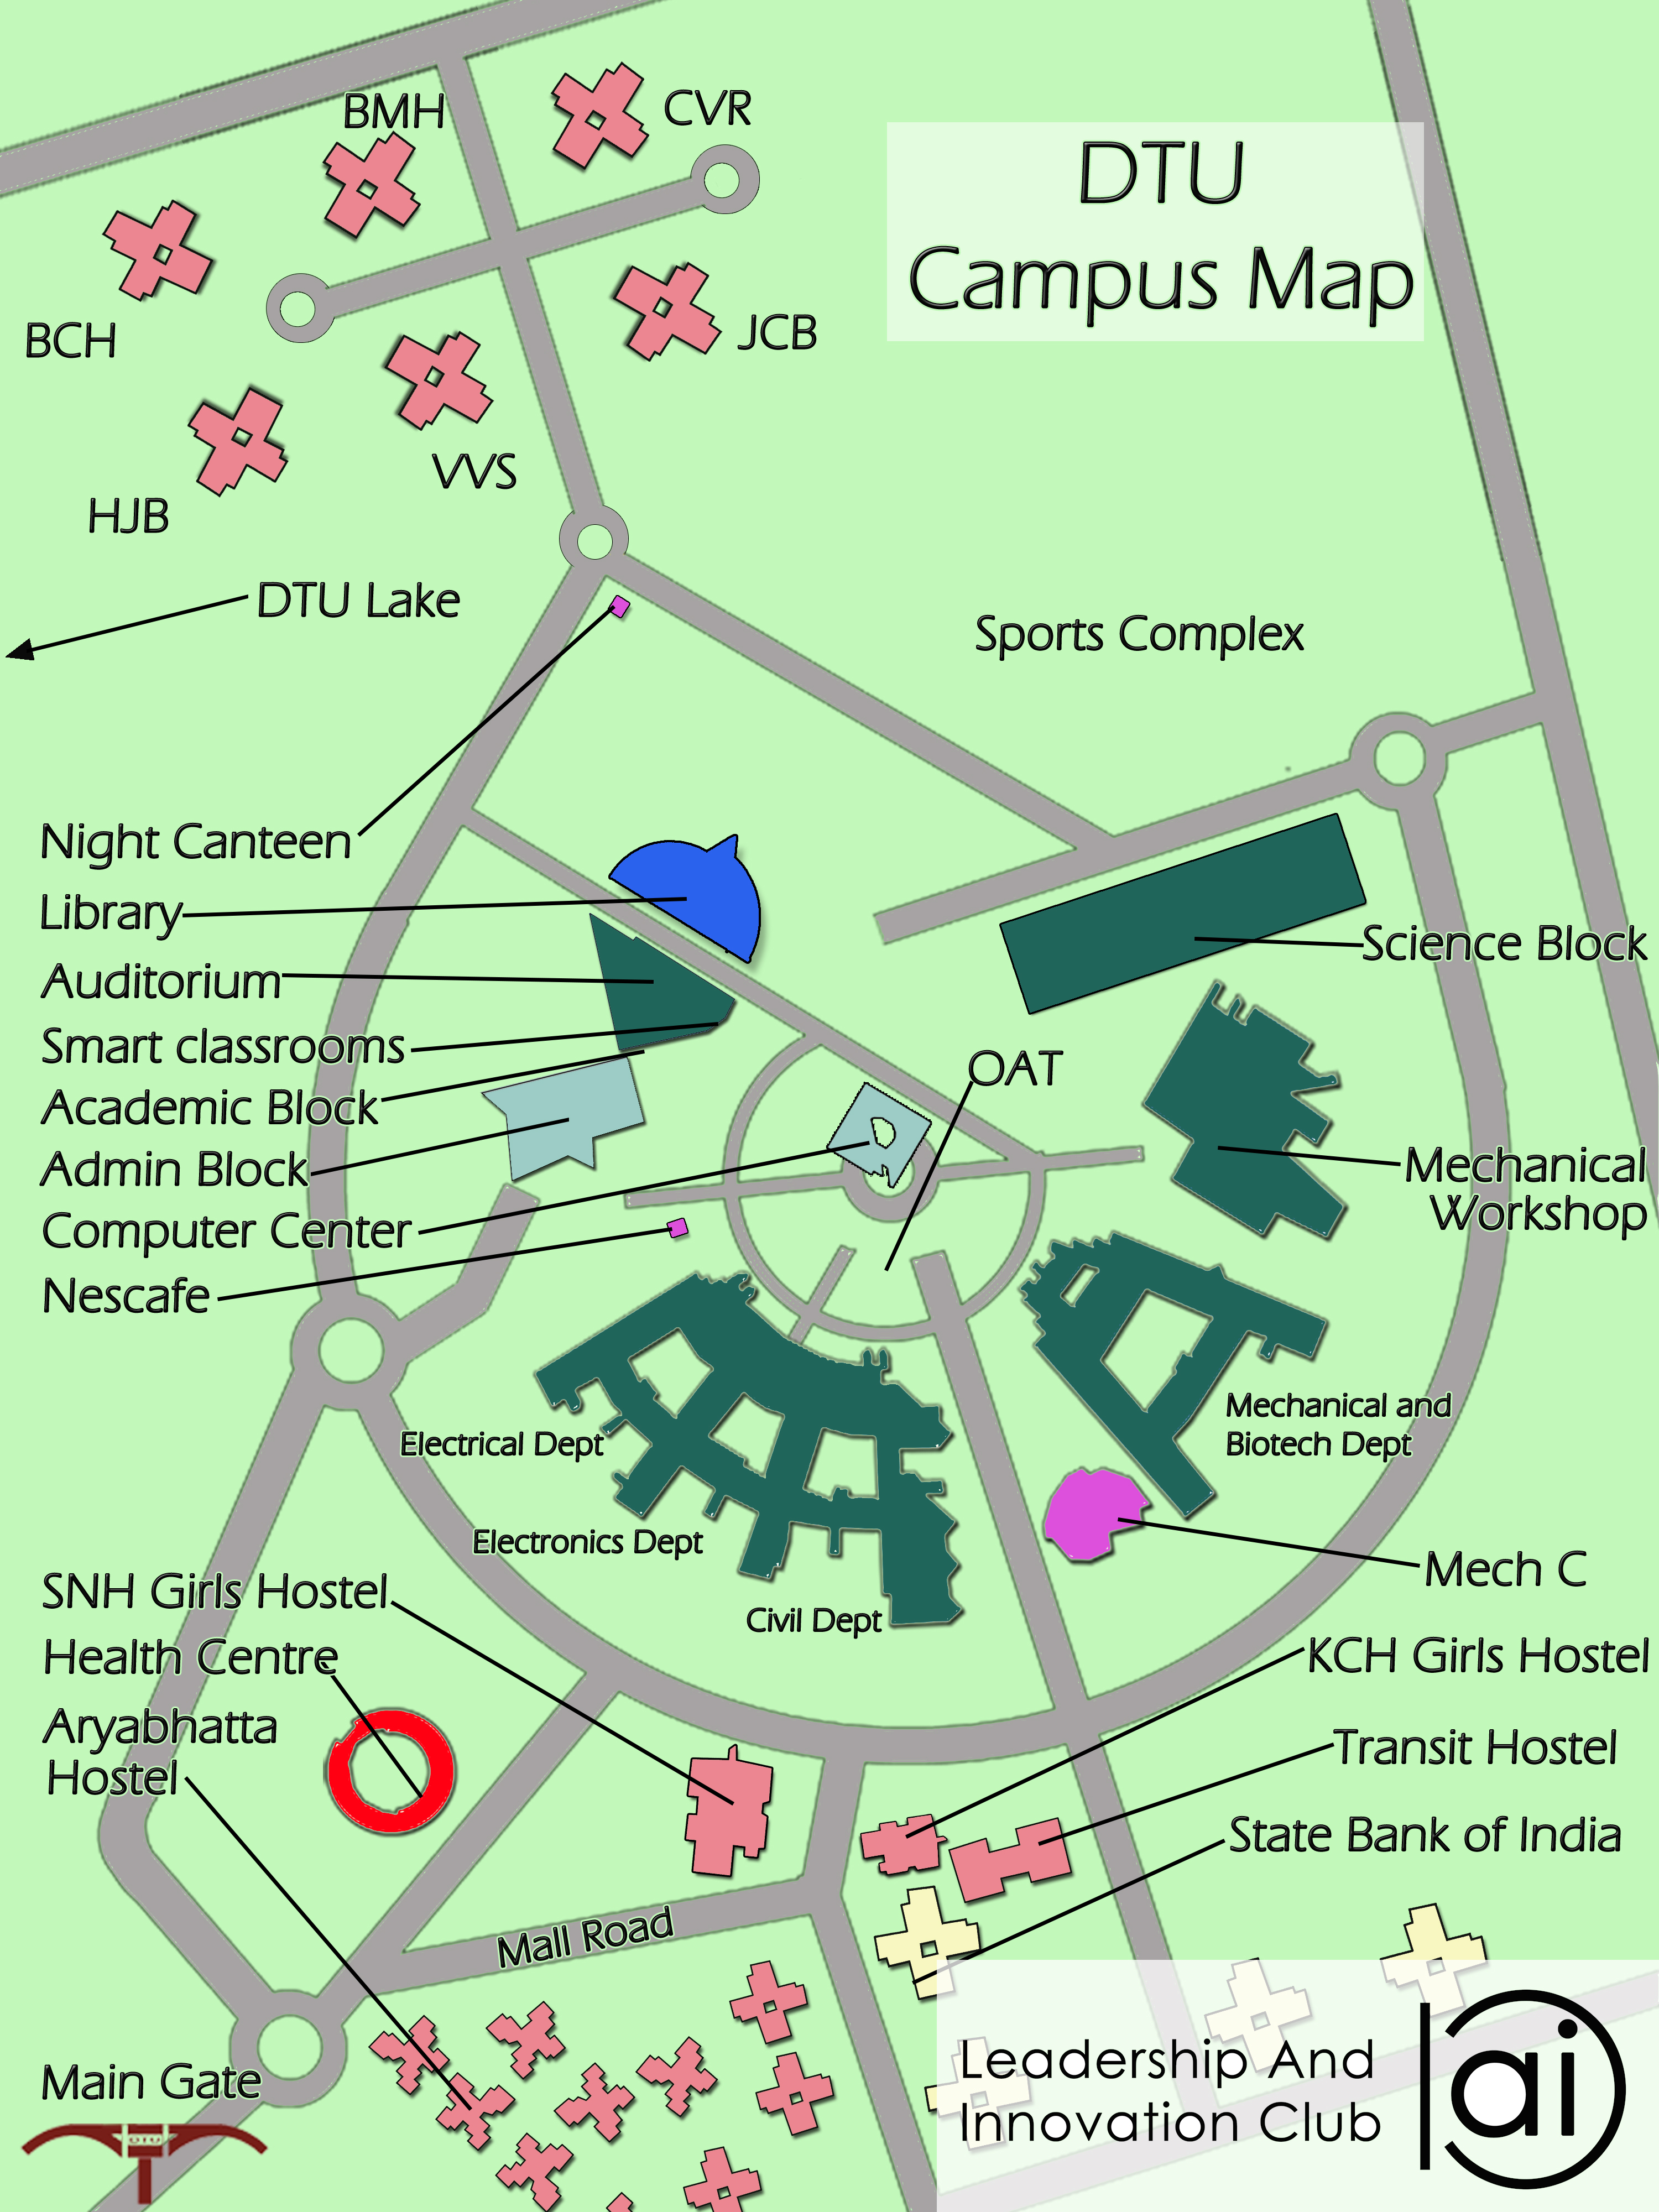 BMH
CVR
DTU
Campus Map
BCH
JCB
VVS
HJB
DTU Lake
Sports Complex
Night Canteen
Library
Science Block
Auditorium
Smart classrooms
OAT
Academic Block
Admin Block
Mechanical
Workshop
Computer Center
Nescafe
Mechanical and
Biotech Dept
Electrical Dept
Electronics Dept
Mech C
SNH Girls Hostel
Civil Dept
Health Centre
KCH Girls Hostel
Aryabhatta
Hostel
Transit Hostel
State Bank of India
Mall Road
Main Gate
DTU
Leadership And
Innovation Club
ai